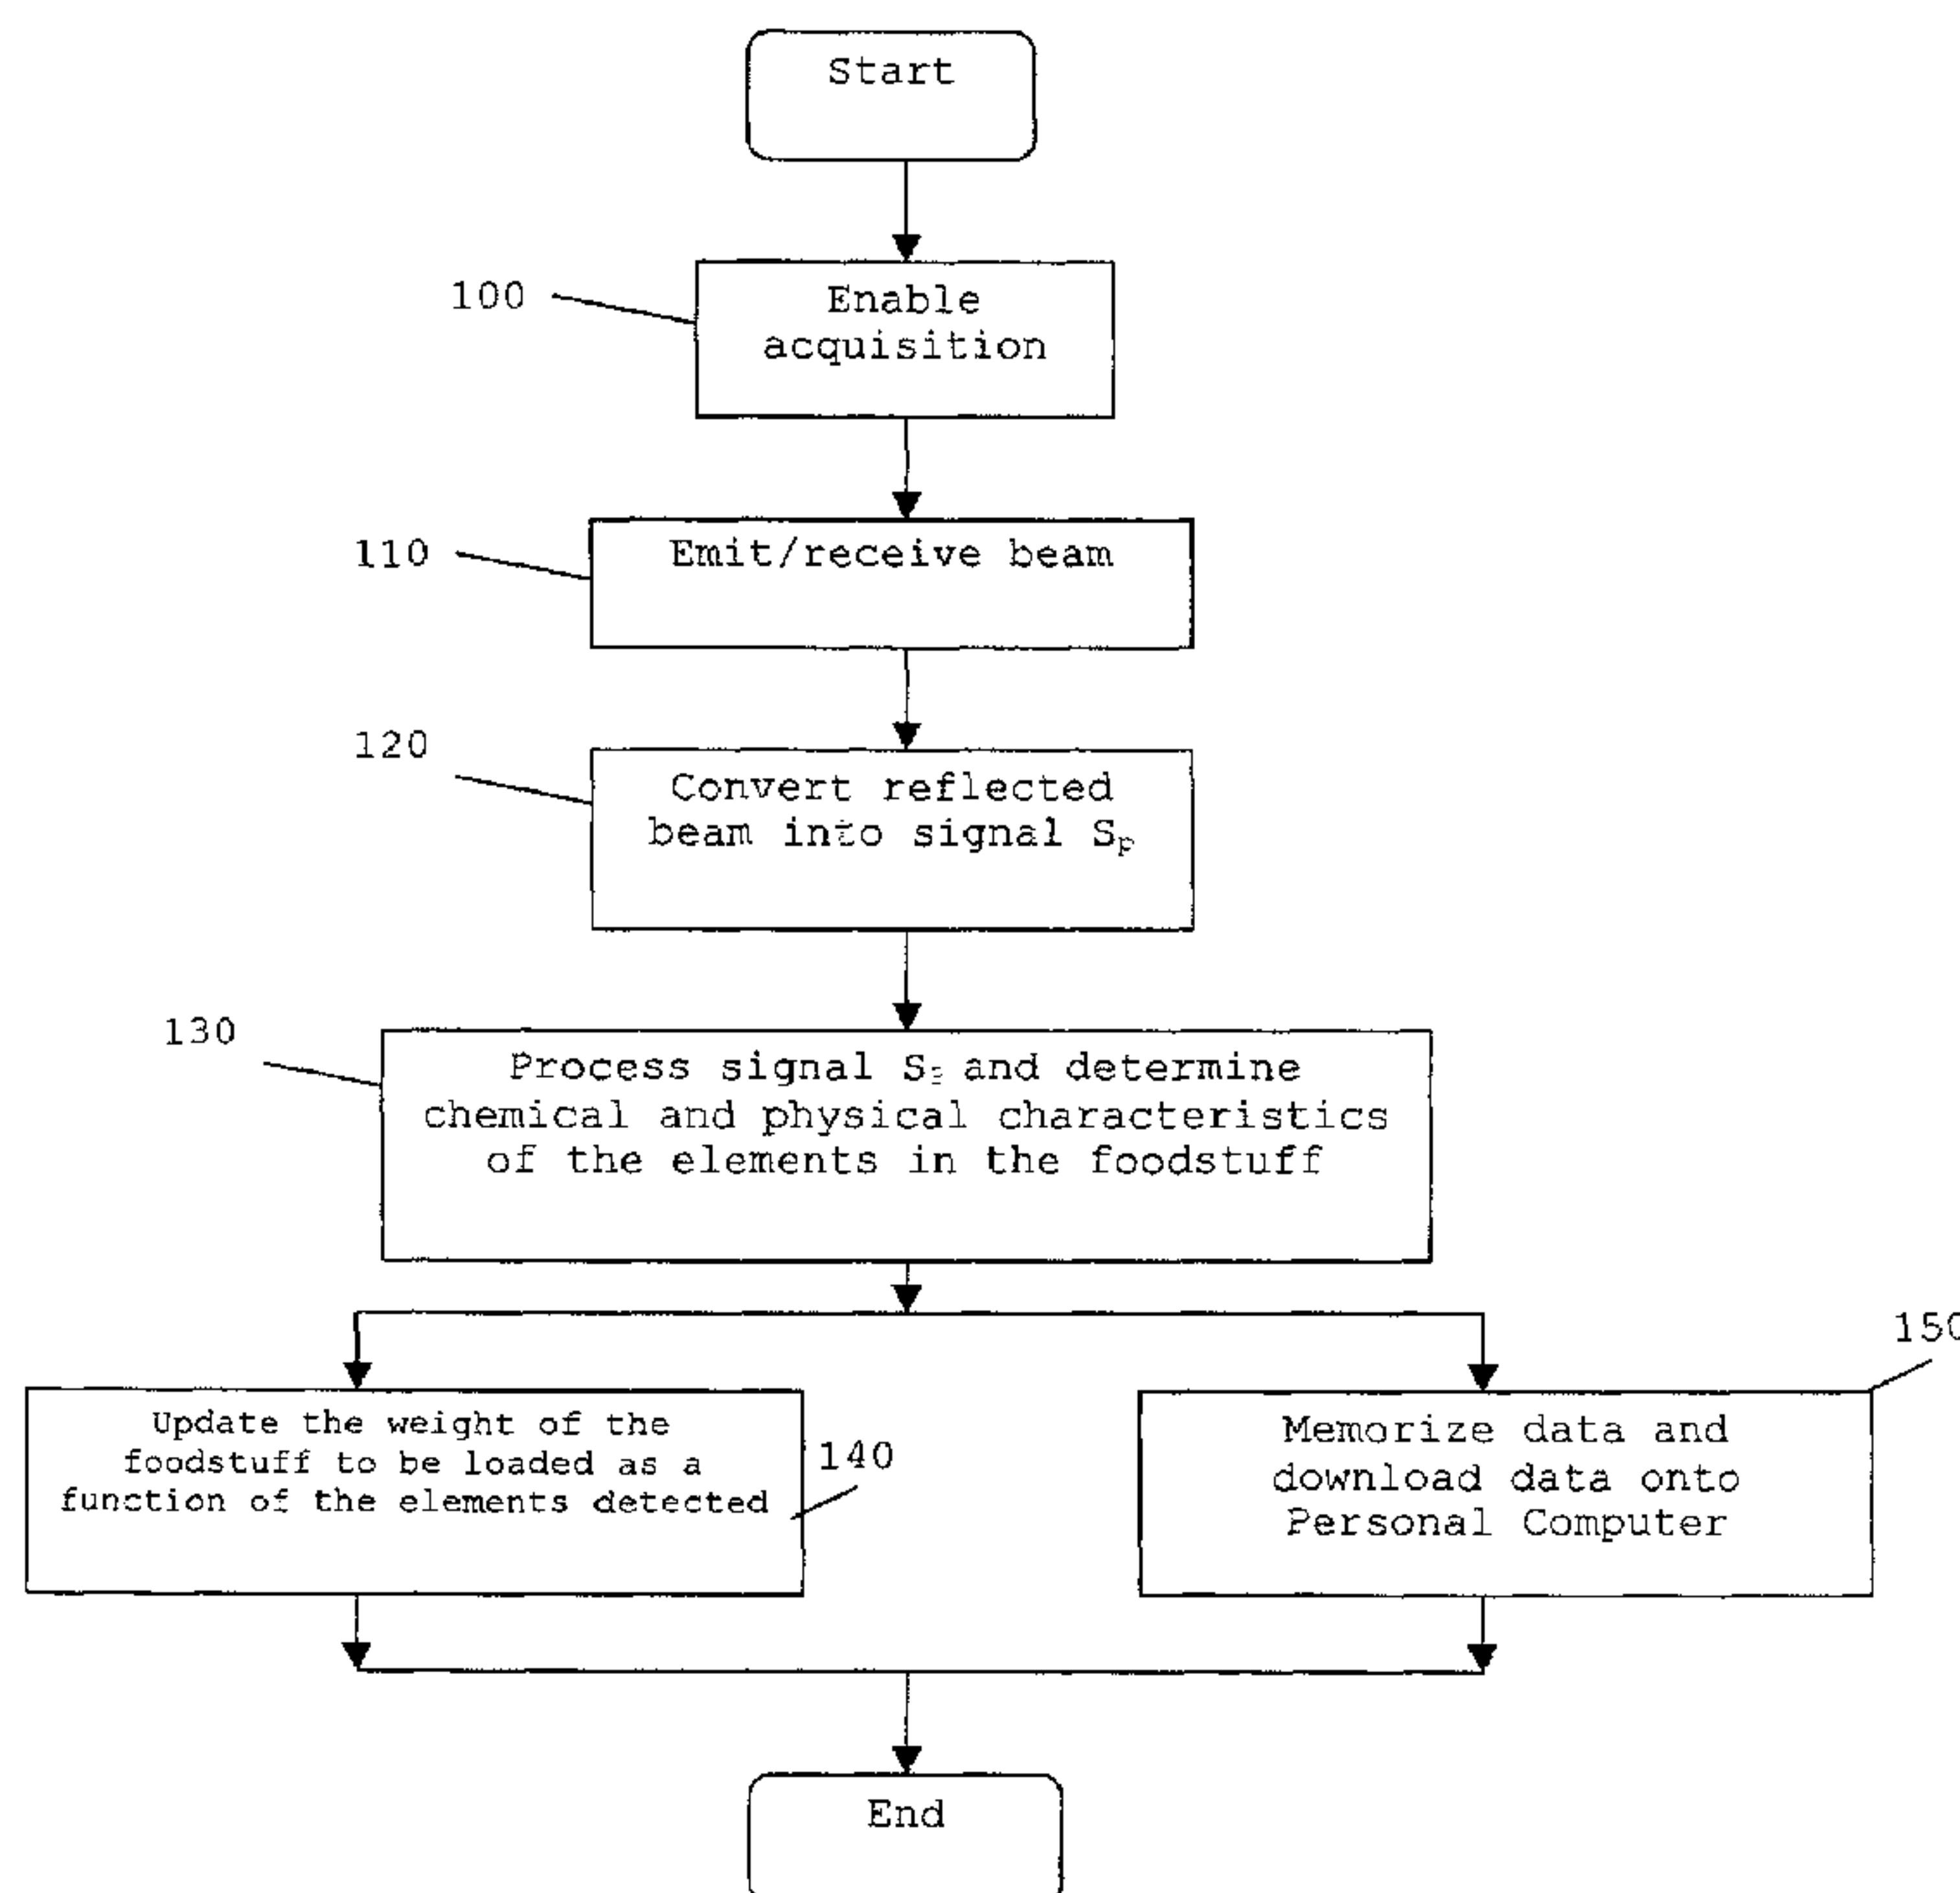 Start
100
Enable
acquisition
110
Emit/receive beam
120
Convert reflected
beam into signal Sp
130
Process signal Sp and determine
chemical and physical characteristics
of the elements in the foodstuff
150
Update the weight of the
foodstuff to be loaded as a
function of the elements detected
140
Memorize data and
download data onto
Personal Computer
End